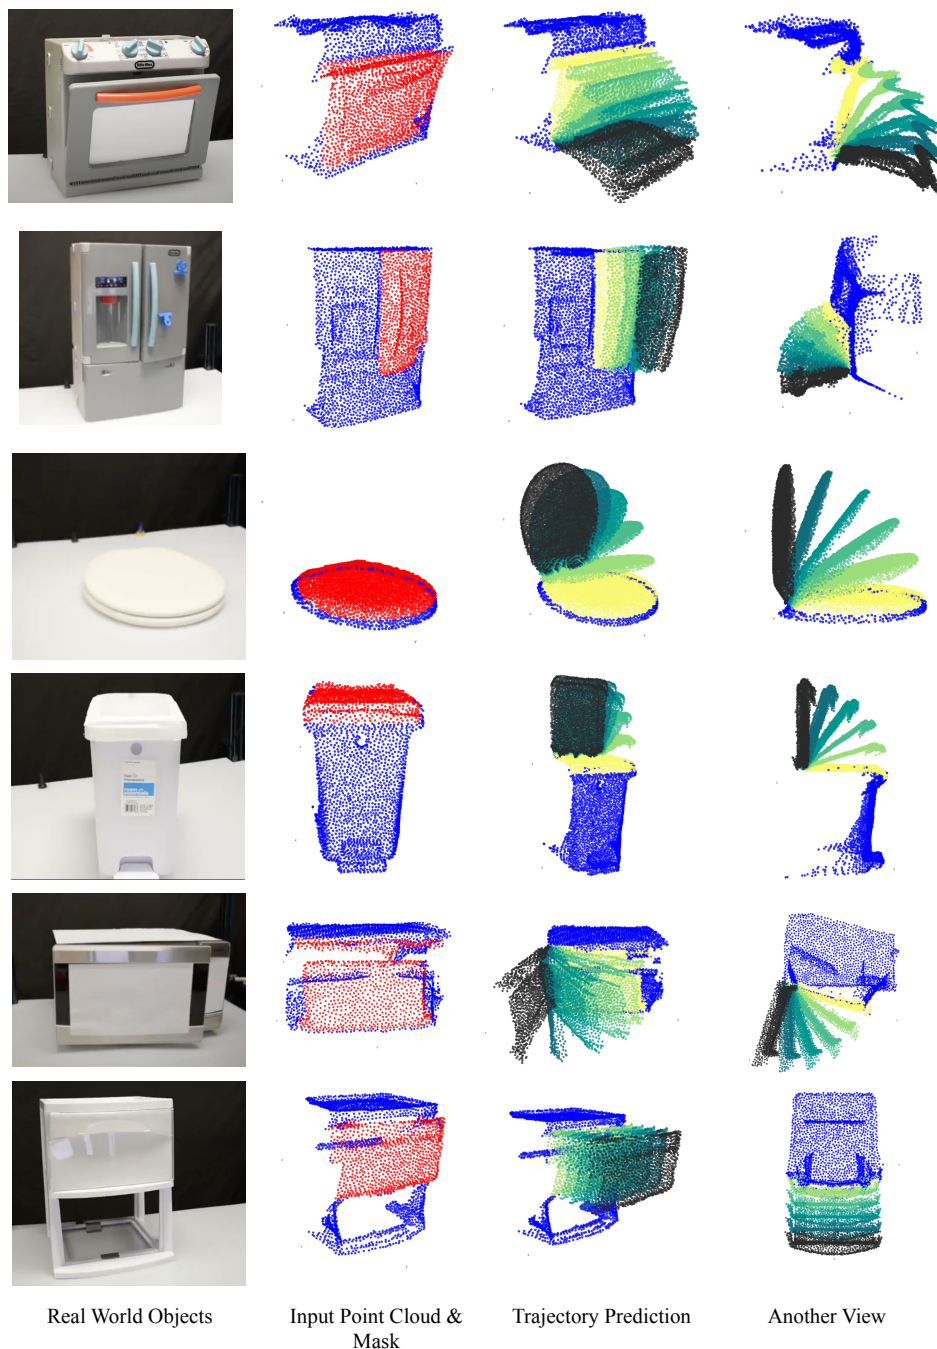 Real World Objects
Input Point Cloud &
Mask
Trajectory Prediction
Another View